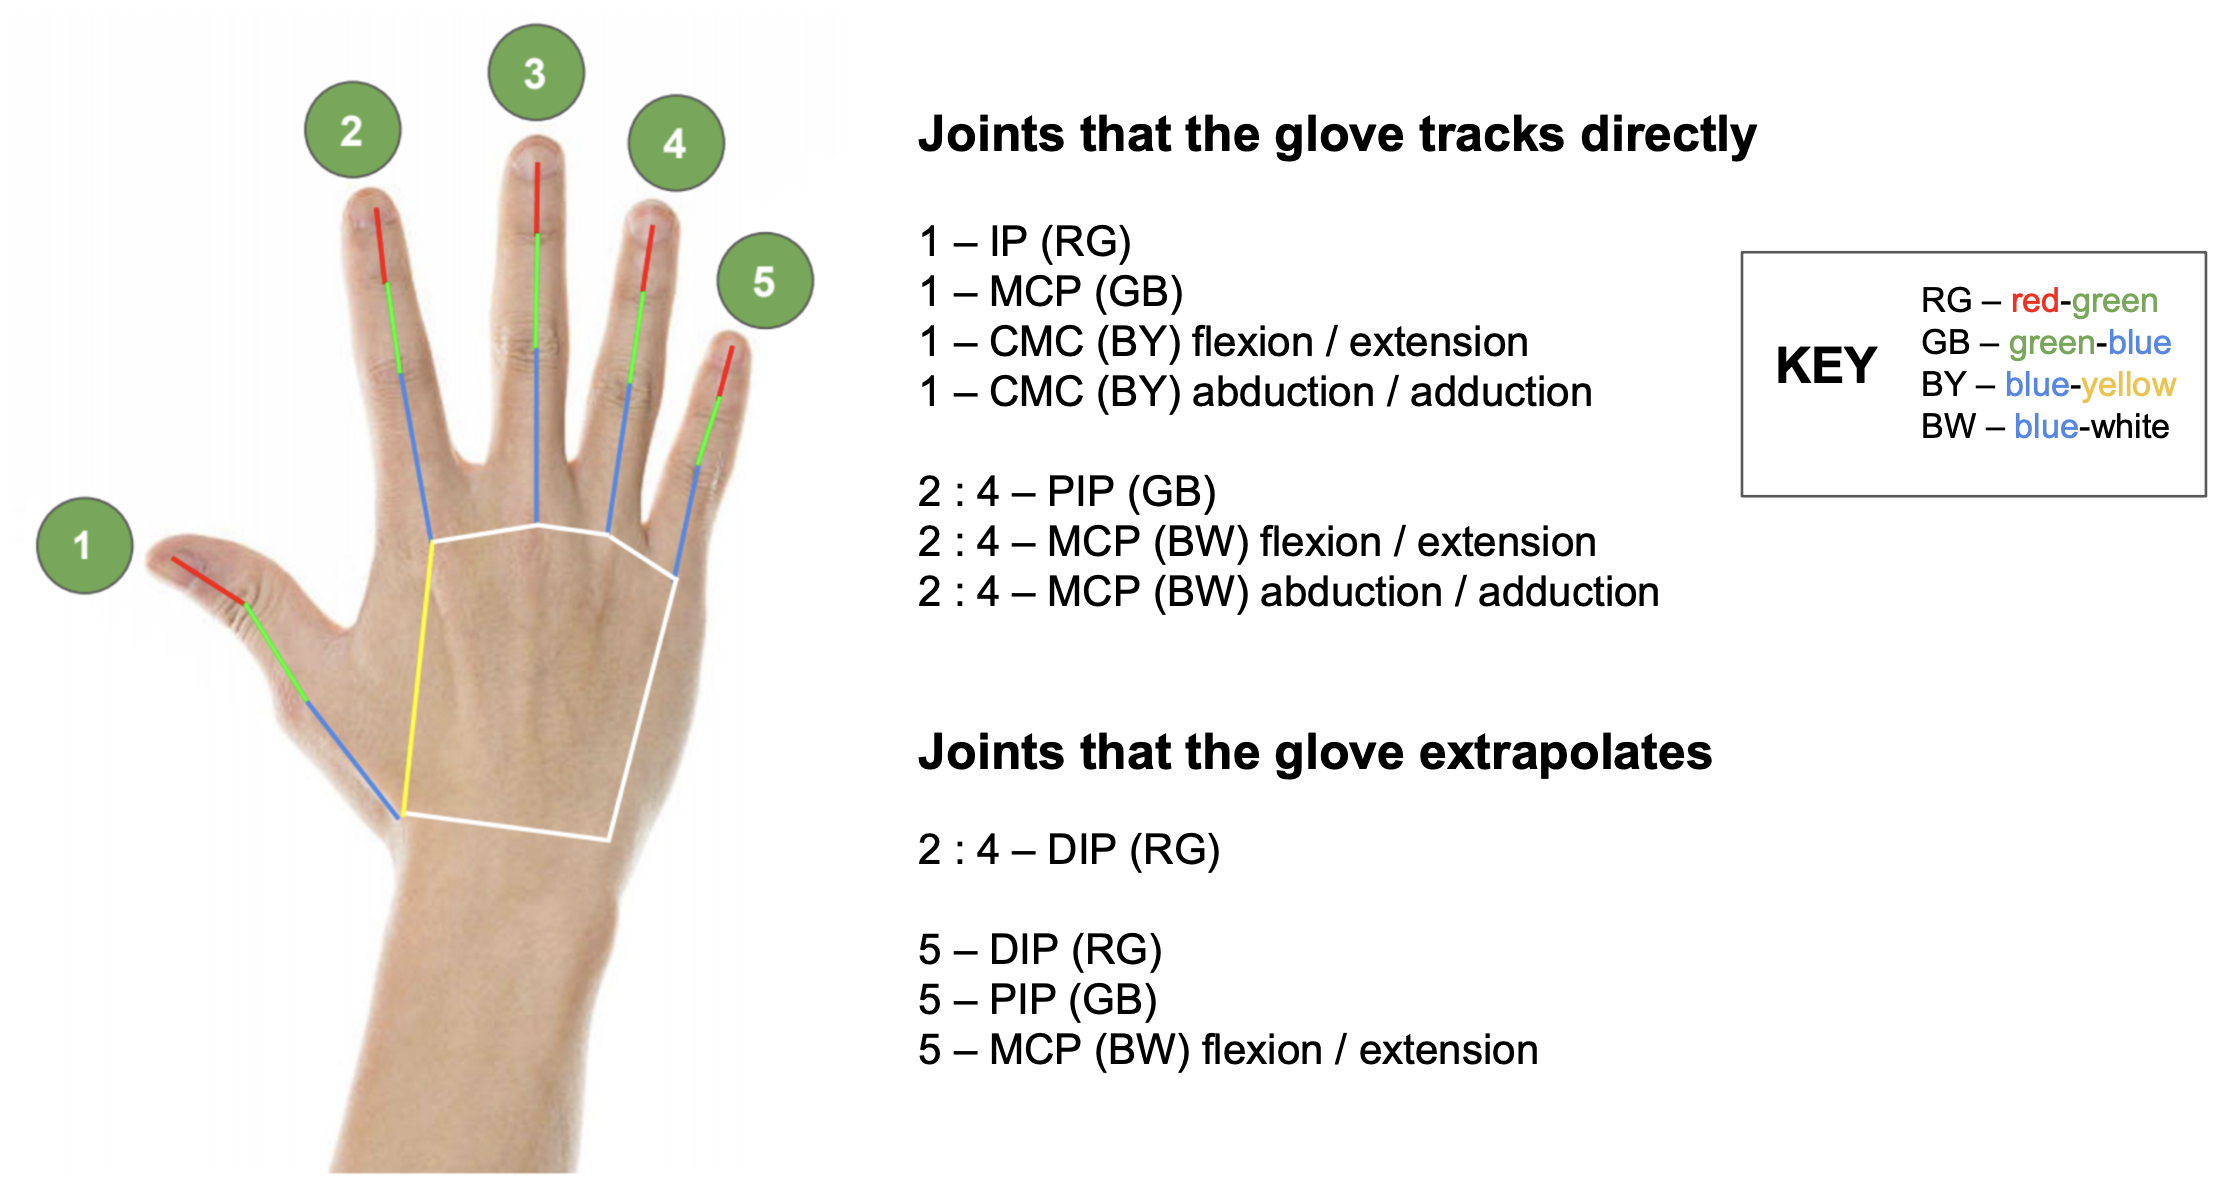 1
2
3
4
5
Joints that the glove tracks directly
1 – IP (RG)
1 – MCP (GB)
1 – CMC (BY) flexion / extension
1 – CMC (BY) abduction / adduction
2 : 4 – PIP (GB)
2 : 4 – MCP (BW) flexion / extension
2 : 4 – MCP (BW) abduction / adduction
Joints that the glove extrapolates
2 : 4 – DIP (RG)
5 – DIP (RG)
5 – PIP (GB)
5 – MCP (BW) flexion / extension
KEY
RG – red-green
GB – green-blue
BY – blue-yellow
BW – blue-white